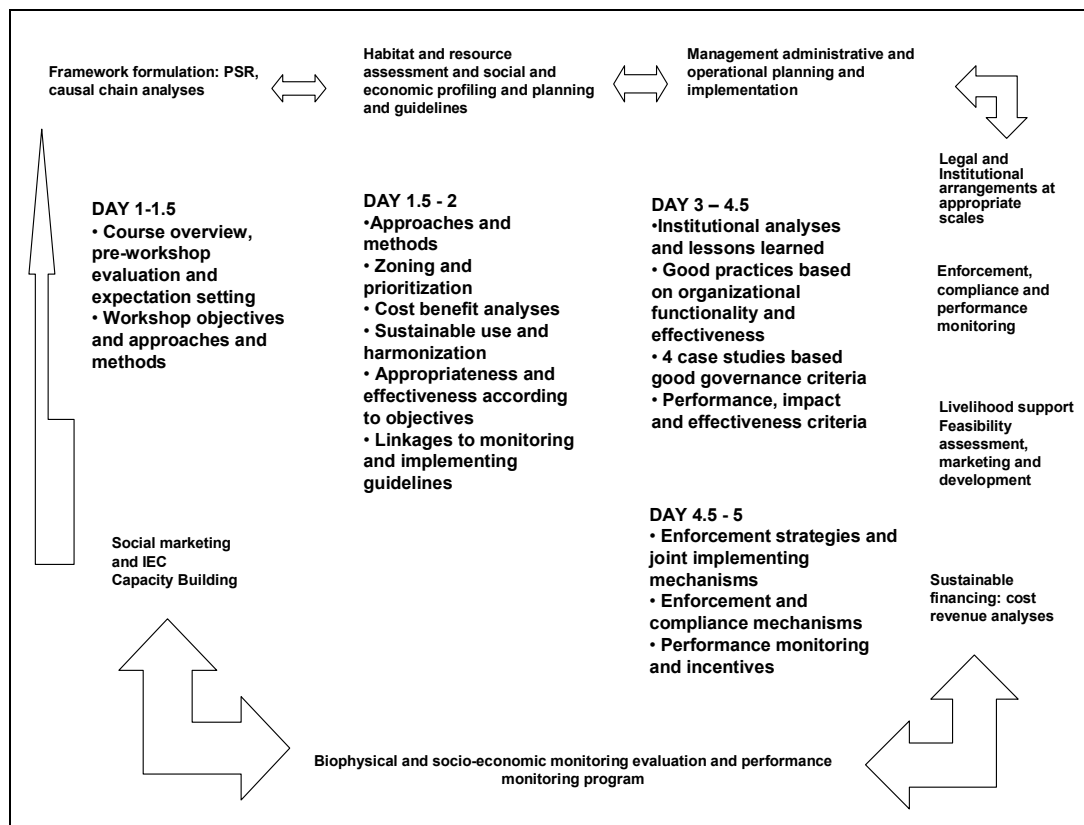 Framework formulation: PSR,
causal chain analyses
Habitat and resource
assessment and social and
economic profiling and planning
and guidelines
Management administrative and
operational planning and
implementation
Legal and
Institutional
arrangements at
appropriate
scales
DAY 1-1.5
• Course overview,
pre-workshop
evaluation and
expectation setting
• Workshop objectives
and approaches and
methods
DAY 1.5 - 2
•Approaches and
methods
• Zoning and
prioritization
• Cost benefit analyses
• Sustainable use and
harmonization
• Appropriateness and
effectiveness according
to objectives
• Linkages to monitoring
and implementing
guidelines
DAY 3 – 4.5
•Institutional analyses
and lessons learned
• Good practices based
on organizational
functionality and
effectiveness
• 4 case studies based
good governance criteria
• Performance, impact
and effectiveness criteria
Enforcement,
compliance and
performance
monitoring
Livelihood support
Feasibility
assessment,
marketing and
development
DAY 4.5 - 5
• Enforcement strategies and
joint implementing
mechanisms
• Enforcement and
compliance mechanisms
• Performance monitoring
and incentives
Social marketing
and IEC
Capacity Building
Sustainable
financing: cost
revenue analyses
Biophysical and socio-economic monitoring evaluation and performance
monitoring program